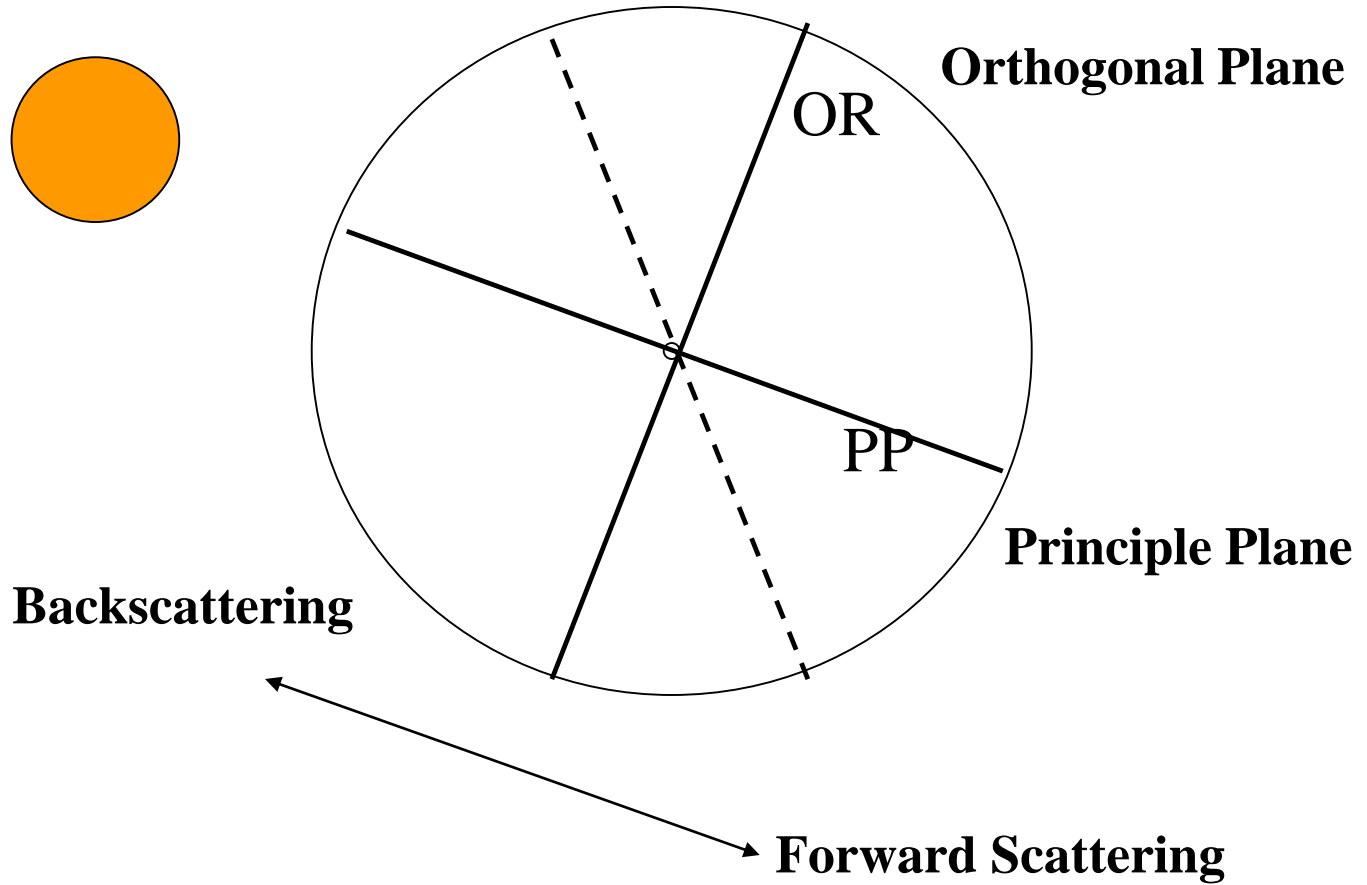 Orthogonal Plane
OR
PP
Principle Plane
Backscattering
Forward Scattering